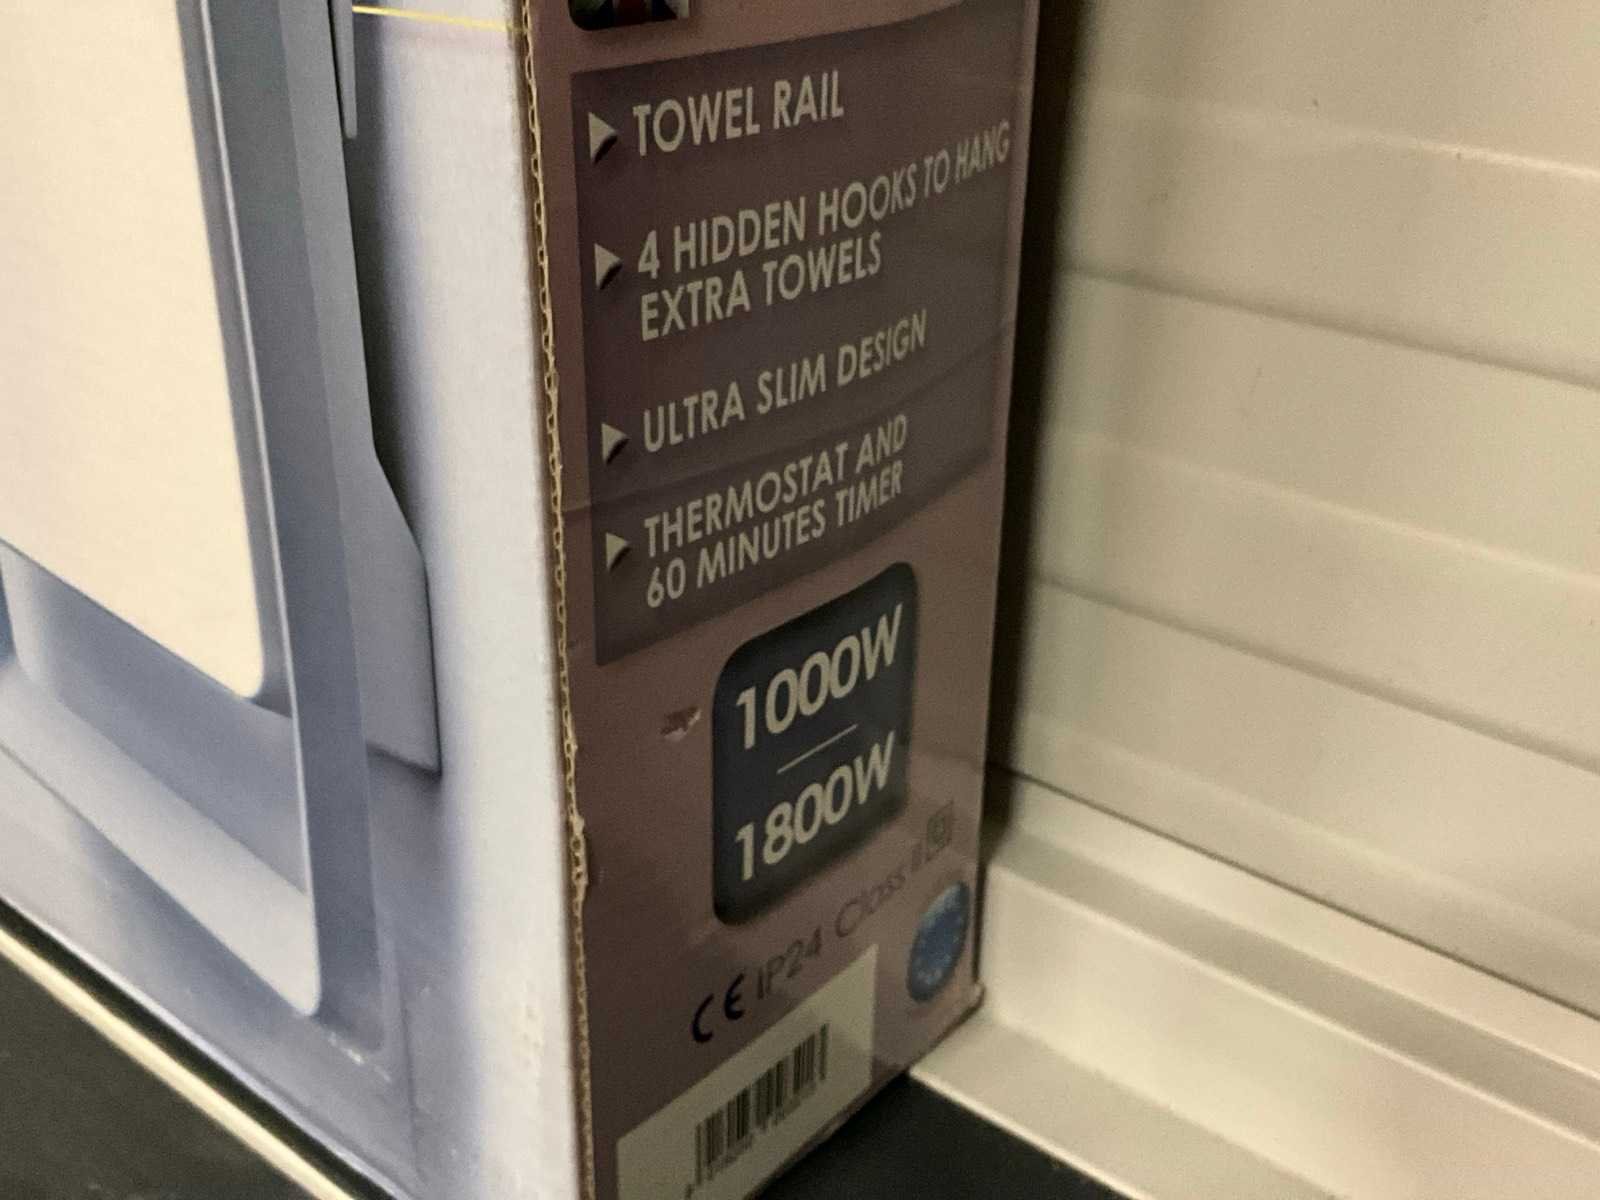 TOWEL RAIL
4 HIDDEN HOOKS TO HANG
EXTRA TOWELS
ULTRA SLIM DESIGN
THERMOSTAT AND
60 MINUTES TIMER
1000W
1800W
CE IP24 Class II